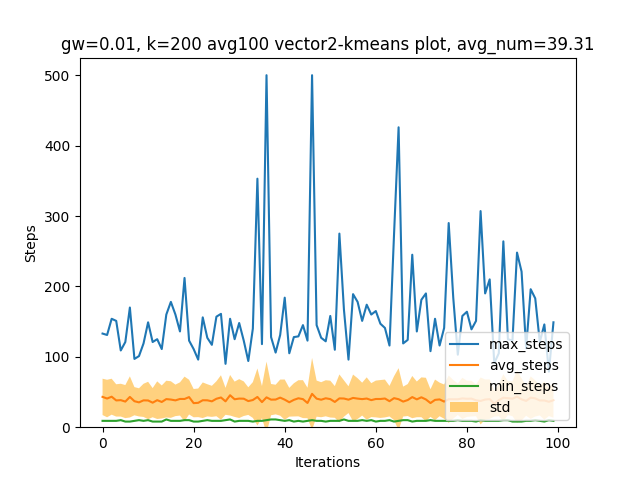 gw=0.01, k=200 avg100 vector2-kmeans plot, avg_num=39.31
500
400
300
200
100
0
Steps
0 20 40 60 80 100
Iterations
max_steps
avg_steps
min_steps
std